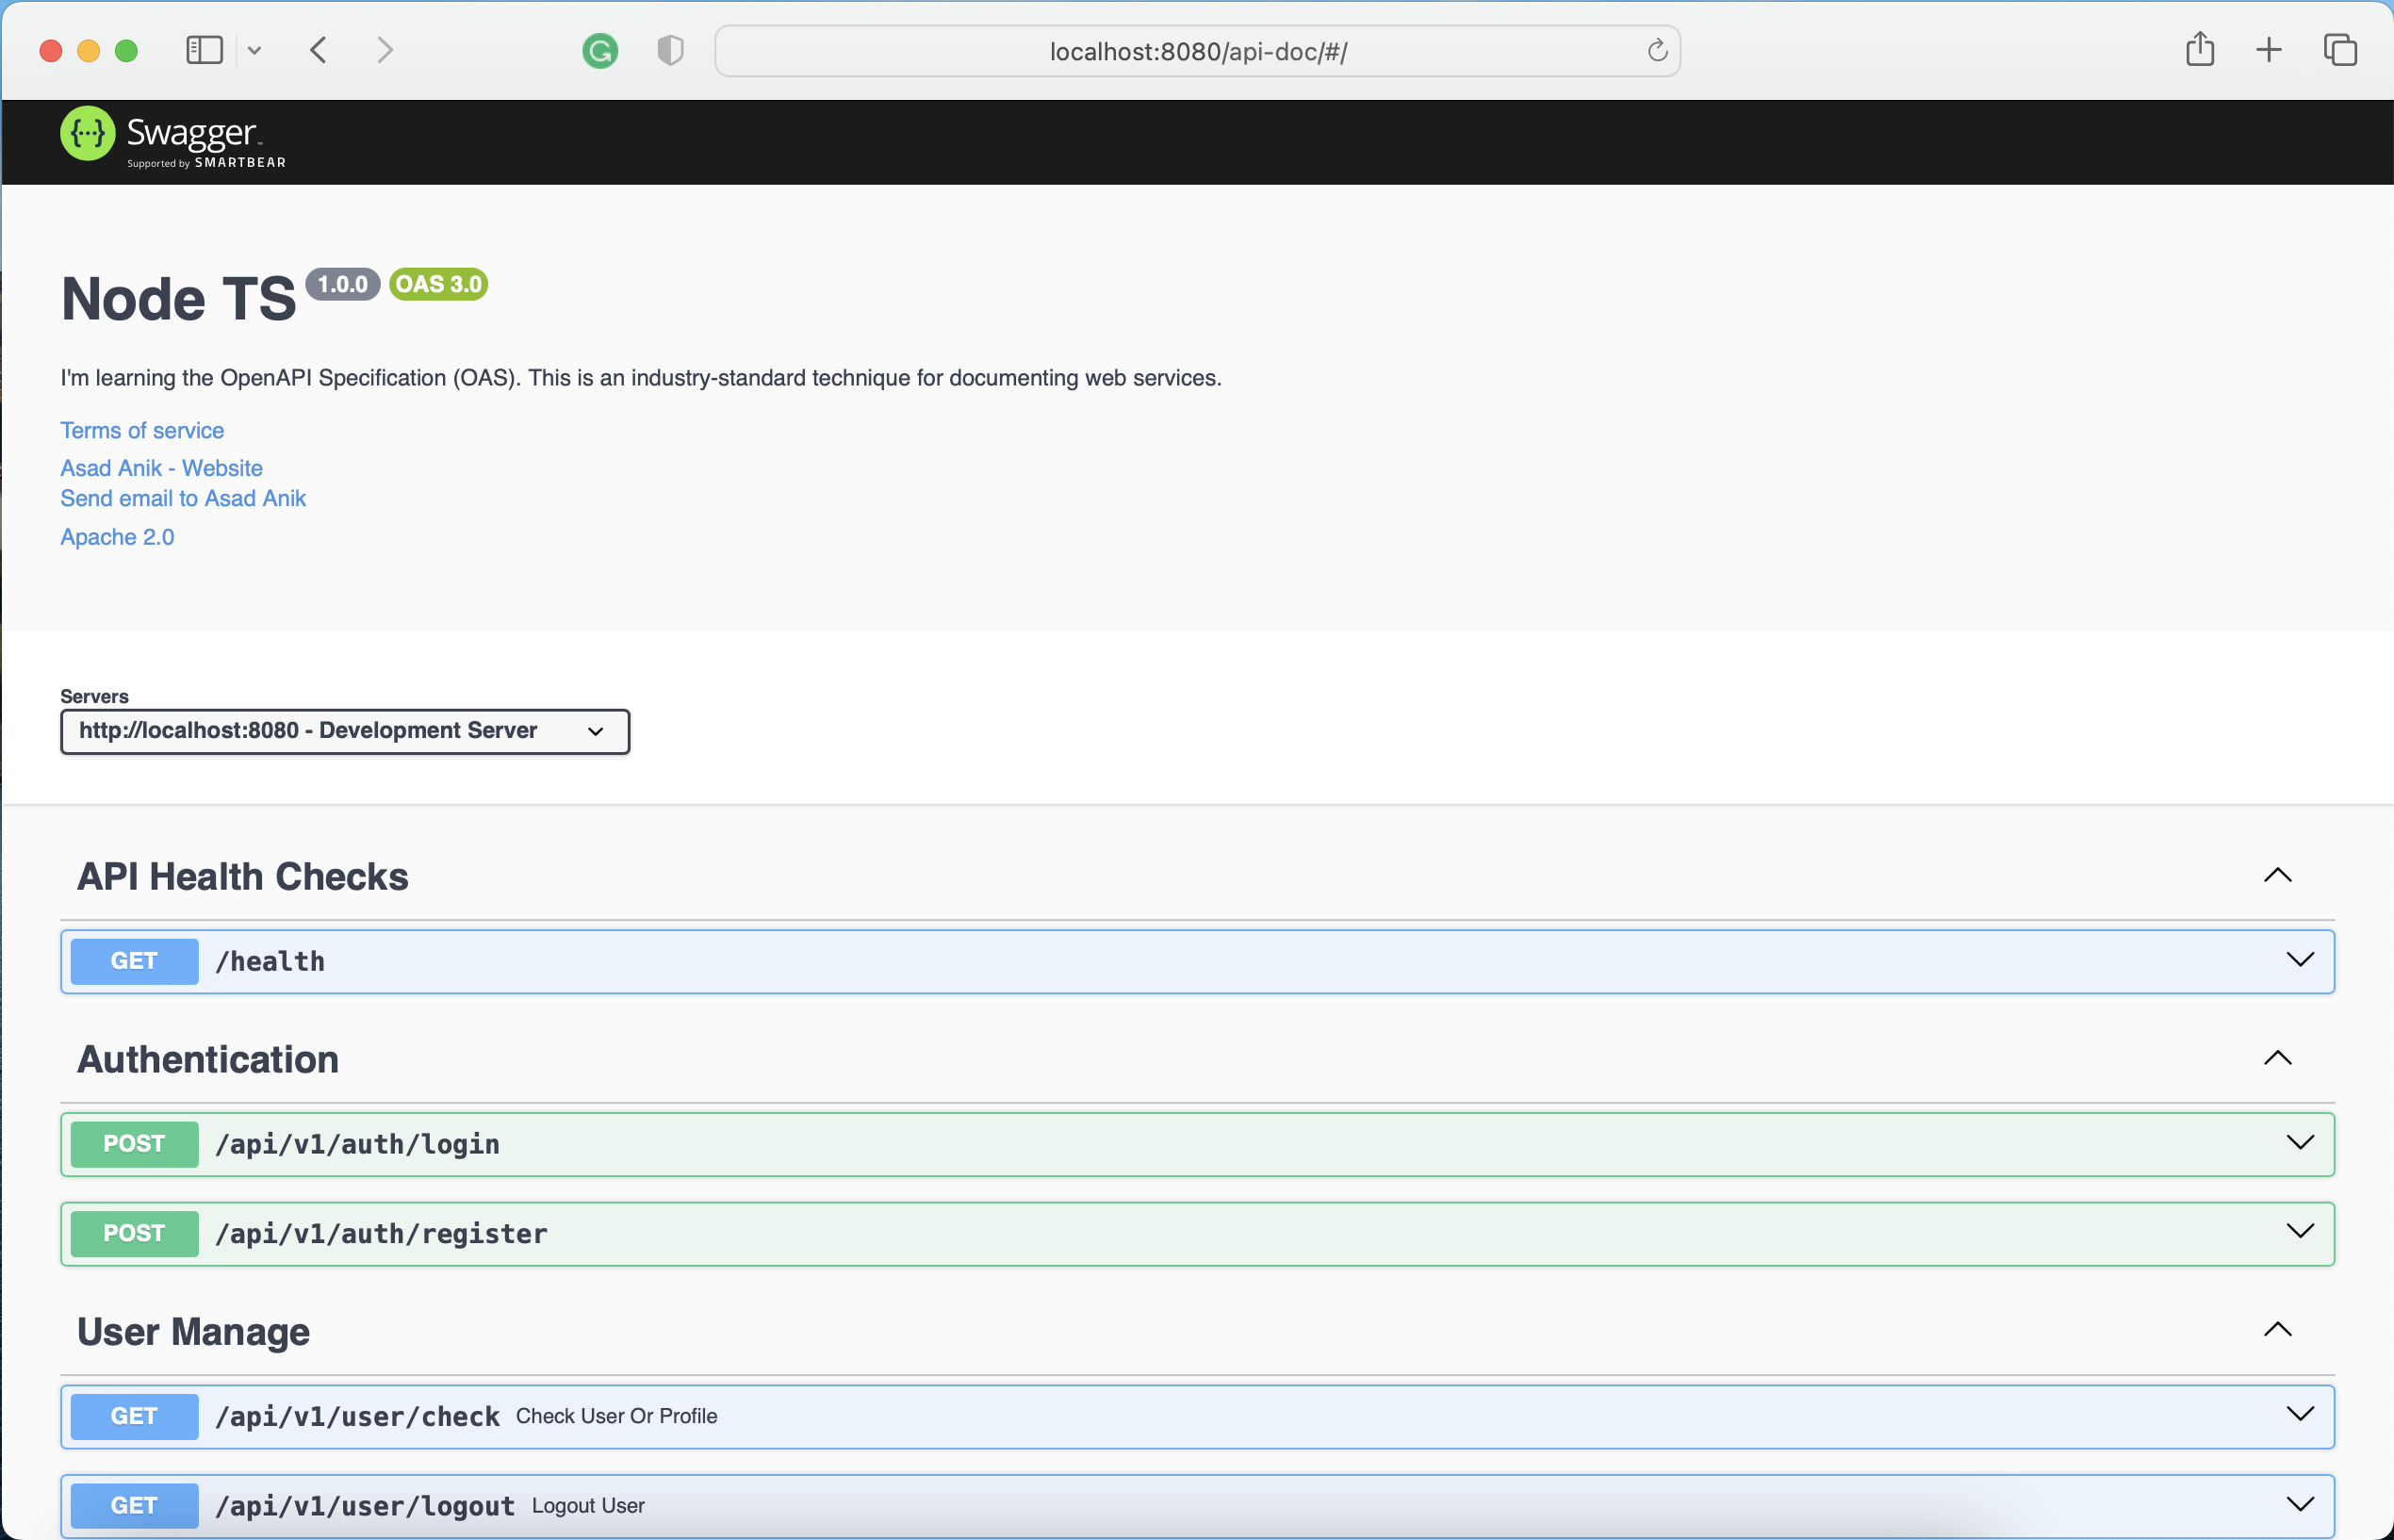 localhost:8080/api-doc/#/
{···} Swagger™
Supported by SMARTBEAR
Node TS 1.0.0 OAS 3.0
I'm learning the OpenAPI Specification (OAS). This is an industry-standard technique for documenting web services.
Terms of service
Asad Anik - Website
Send email to Asad Anik
Apache 2.0
Servers
http://localhost:8080 - Development Server
API Health Checks
GET /health
Authentication
POST /api/v1/auth/login
POST /api/v1/auth/register
User Manage
GET /api/v1/user/check Check User Or Profile
GET /api/v1/user/logout Logout User